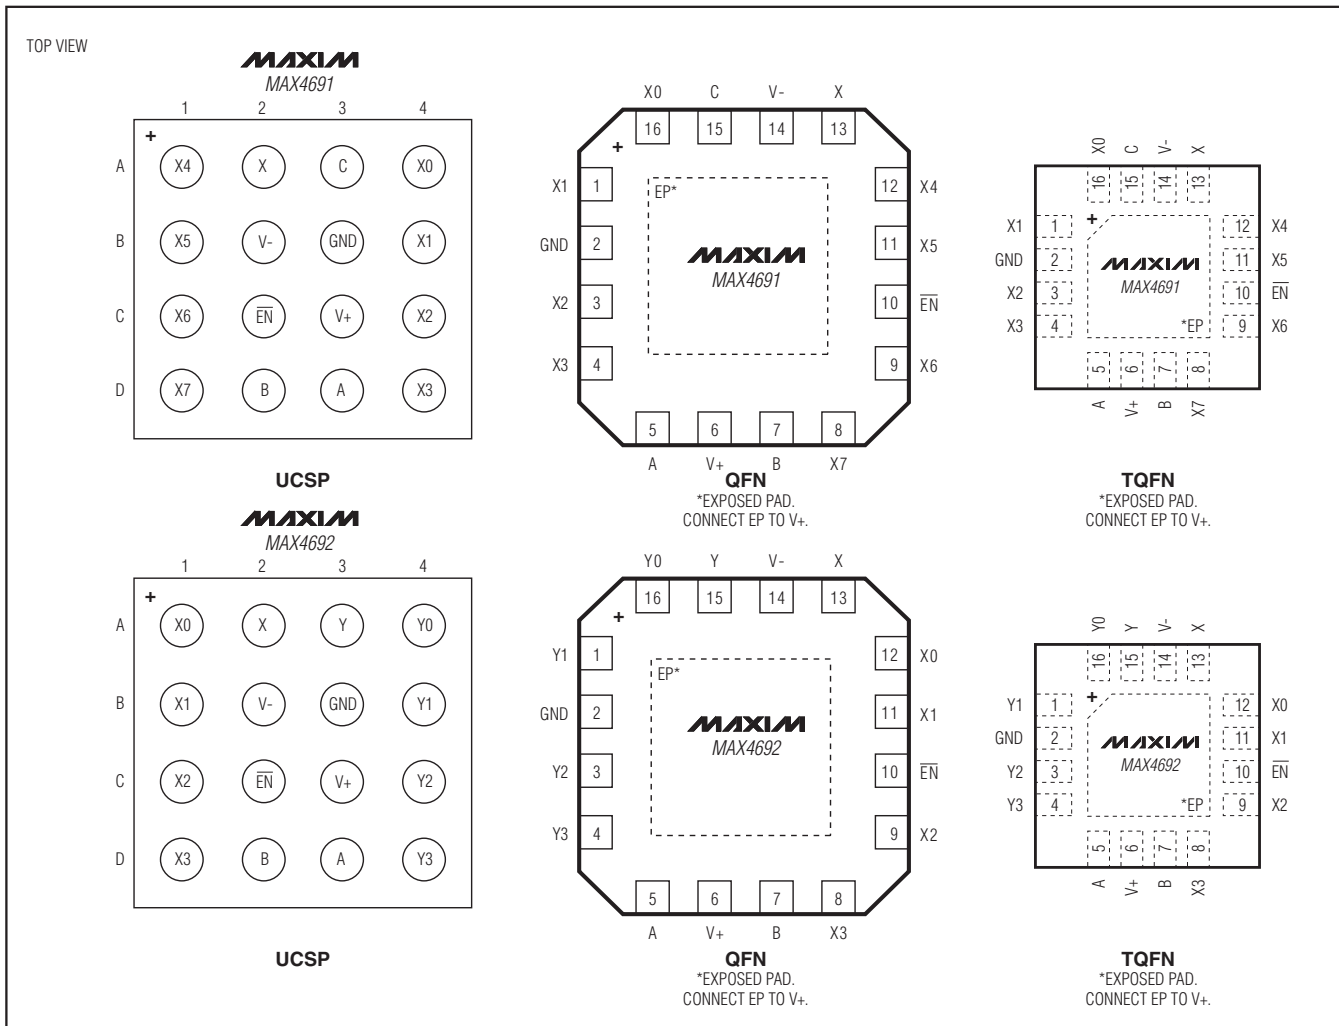 TOP VIEW
MAXIM
MAX4691
1 2 3 4
A X4 X C X0
B X5 V- GND X1
C X6 EN V+ X2
D X7 B A X3
UCSP
X0 C V- X
16 15 14 13
X1 1 12 X4
GND 2 11 X5
X2 3 10 EN
X3 4 9 X6
EP*
MAXIM
MAX4691
5 6 7 8
A V+ B X7
QFN
*EXPOSED PAD.
CONNECT EP TO V+.
X0 C V- X
16 15 14 13
X1 1 12 X4
GND 2 11 X5
X2 3 10 EN
X3 4 9 X6
MAXIM
MAX4691
*EP
5 6 7 8
A V+ B X7
TQFN
*EXPOSED PAD.
CONNECT EP TO V+.
MAXIM
MAX4692
1 2 3 4
A X0 X Y Y0
B X1 V- GND Y1
C X2 EN V+ Y2
D X3 B A Y3
UCSP
Y0 Y V- X
16 15 14 13
Y1 1 12 X0
GND 2 11 X1
Y2 3 10 EN
Y3 4 9 X2
EP*
MAXIM
MAX4692
5 6 7 8
A V+ B X3
QFN
*EXPOSED PAD.
CONNECT EP TO V+.
Y0 Y V- X
16 15 14 13
Y1 1 12 X0
GND 2 11 X1
Y2 3 10 EN
Y3 4 9 X2
MAXIM
MAX4692
*EP
5 6 7 8
A V+ B X3
TQFN
*EXPOSED PAD.
CONNECT EP TO V+.